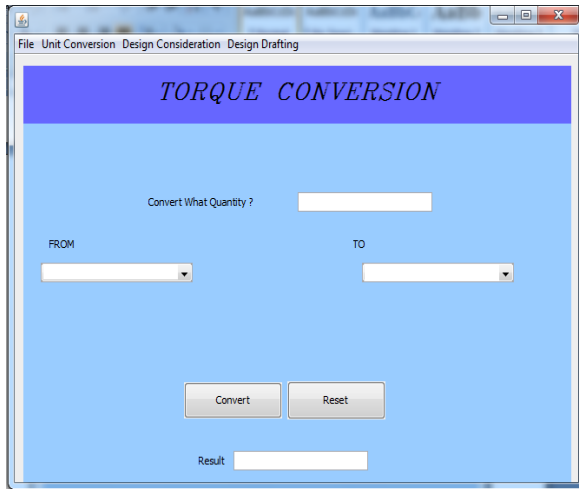 File Unit Conversion Design Consideration Design Drafting
TORQUE CONVERSION
Convert What Quantity ?
FROM TO
Convert Reset
Result